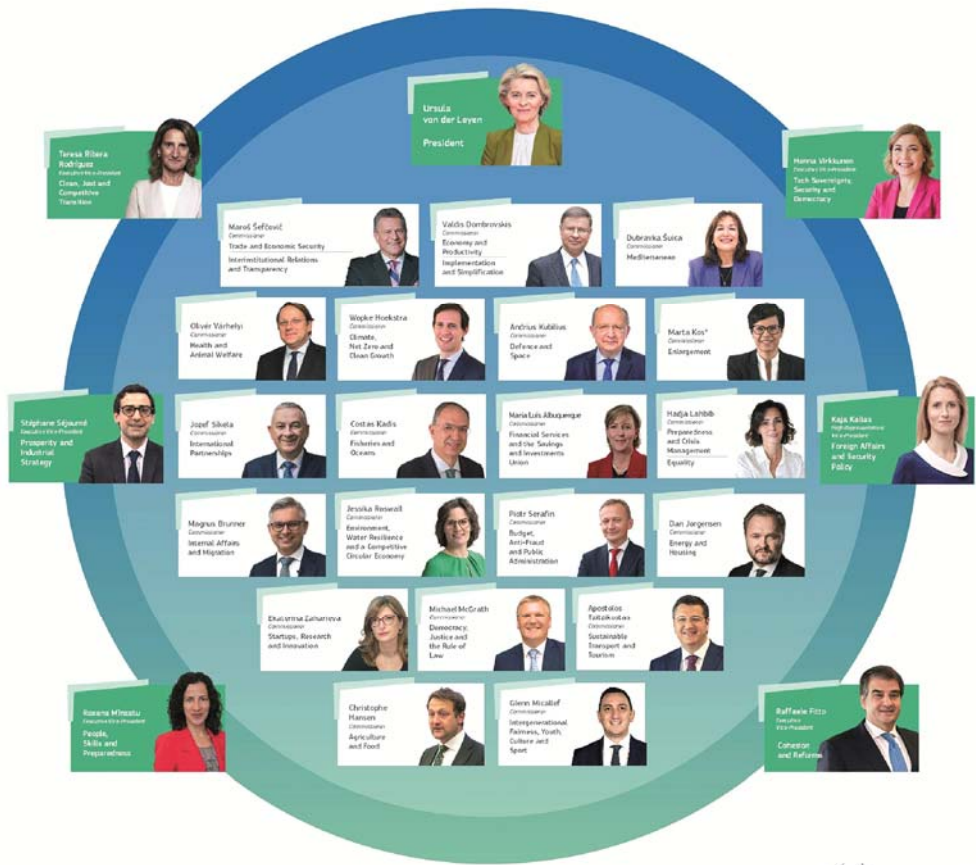 Ursula
von der Leyen
President
Teresa Ribera
Rodríguez
Executive Vice-President
Clean, Just and
Competitive
Transition
Henna Virkkunen
Executive Vice-President
Tech Sovereignty,
Security and
Democracy
Maroš Šefčovič
Commissioner
Trade and Economic Security
Interinstitutional Relations
and Transparency
Valdis Dombrovskis
Commissioner
Economy and
Productivity
Implementation
and Simplification
Dubravka Šuica
Commissioner
Mediterranean
Olivér Várhelyi
Commissioner
Health and
Animal Welfare
Wopke Hoekstra
Commissioner
Climate,
Net Zero and
Clean Growth
Andrius Kubilius
Commissioner
Defence and
Space
Marta Kos*
Commissioner
Enlargement
Stéphane Séjourné
Executive Vice-President
Prosperity and
Industrial
Strategy
Jozef Síkela
Commissioner
International
Partnerships
Costas Kadis
Commissioner
Fisheries and
Oceans
Maria Luís Albuquerque
Commissioner
Financial Services
and the Savings
and Investments
Union
Hadja Lahbib
Commissioner
Preparedness
and Crisis
Management
Equality
Kaja Kallas
High Representative
Vice-President
Foreign Affairs
and Security
Policy
Magnus Brunner
Commissioner
Internal Affairs
and Migration
Jessika Roswall
Commissioner
Environment,
Water Resilience
and a Competitive
Circular Economy
Piotr Serafin
Commissioner
Budget,
Anti-Fraud
and Public
Administration
Dan Jørgensen
Commissioner
Energy and
Housing
Ekaterina Zaharieva
Commissioner
Startups, Research
and Innovation
Michael McGrath
Commissioner
Democracy,
Justice and
the Rule of
Law
Apostolos
Tzitzikostas
Commissioner
Sustainable
Transport and
Tourism
Roxana Mînzatu
Executive Vice-President
People,
Skills and
Preparedness
Christophe
Hansen
Commissioner
Agriculture
and Food
Glenn Micallef
Commissioner
Intergenerational
Fairness, Youth,
Culture and
Sport
Raffaele Fitto
Executive
Vice-President
Cohesion
and Reforms